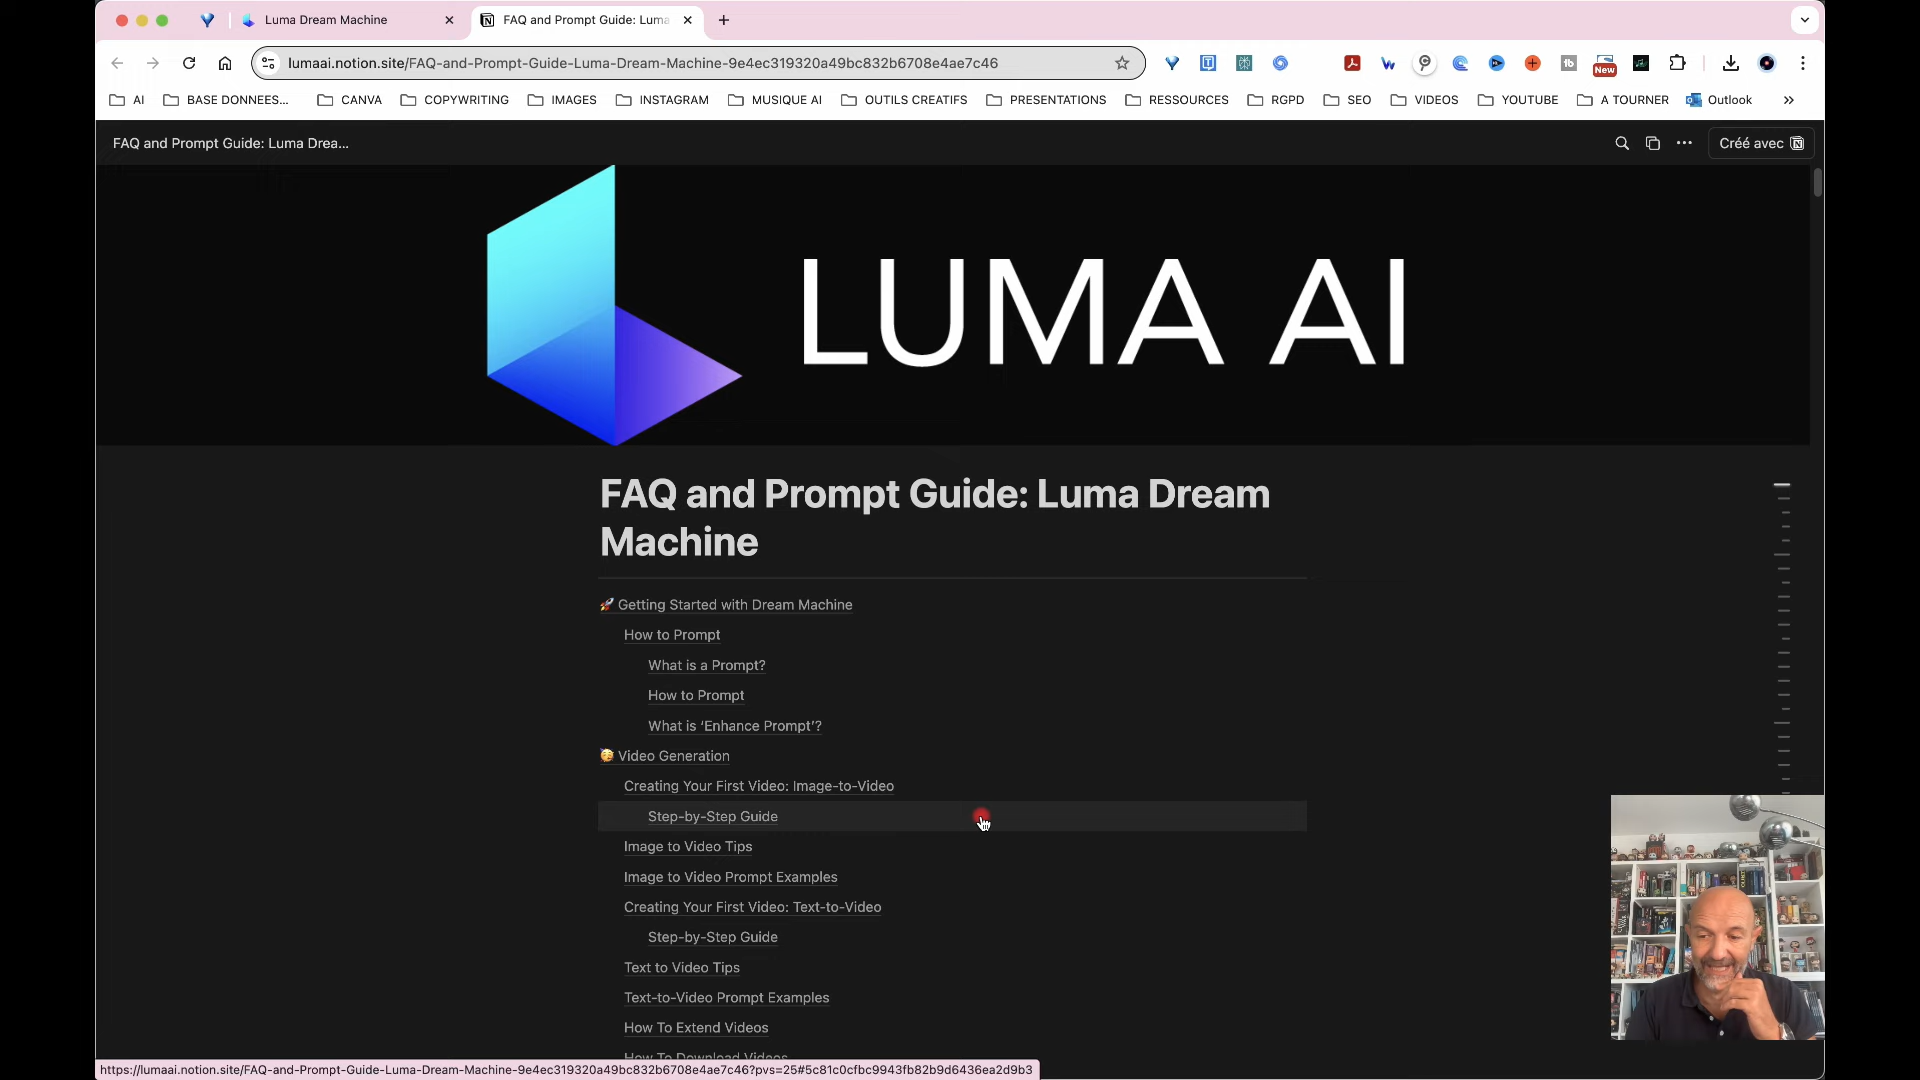 Luma Dream Machine
FAQ and Prompt Guide: Luma
lumaai.notion.site/FAQ-and-Prompt-Guide-Luma-Dream-Machine-9e4ec319320a49bc832b6708e4ae7c46
New
AI
BASE DONNEES...
CANVA
COPYWRITING
IMAGES
INSTAGRAM
MUSIQUE AI
OUTILS CREATIFS
PRESENTATIONS
RESSOURCES
RGPD
SEO
VIDEOS
YOUTUBE
A TOURNER
Outlook
FAQ and Prompt Guide: Luma Drea...
Créé avec
LUMA AI
FAQ and Prompt Guide: Luma Dream
Machine
🚀 Getting Started with Dream Machine
How to Prompt
What is a Prompt?
How to Prompt
What is ‘Enhance Prompt’?
🥳 Video Generation
Creating Your First Video: Image-to-Video
Step-by-Step Guide
Image to Video Tips
Image to Video Prompt Examples
Creating Your First Video: Text-to-Video
Step-by-Step Guide
Text to Video Tips
Text-to-Video Prompt Examples
How To Extend Videos
How To Download Videos
https://lumaai.notion.site/FAQ-and-Prompt-Guide-Luma-Dream-Machine-9e4ec319320a49bc832b6708e4ae7c46?pvs=25#5c81c0cfbc9943fb82b9d6436ea2d9b3